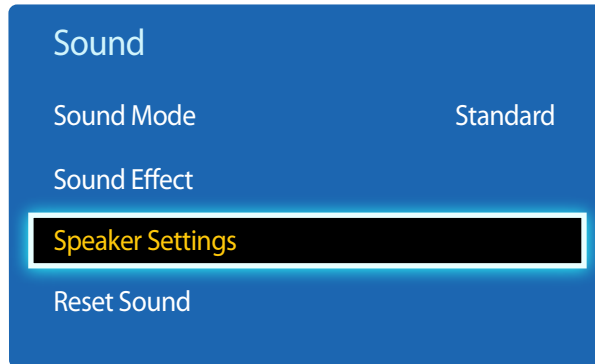 Sound
Sound Mode Standard
Sound Effect
Speaker Settings
Reset Sound